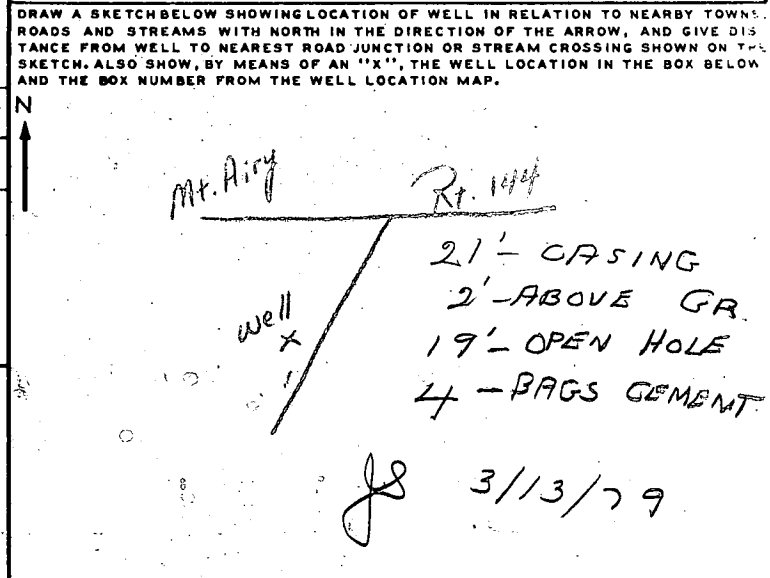 DRAW A SKETCH BELOW SHOWING LOCATION OF WELL IN RELATION TO NEARBY TOWNS,
ROADS AND STREAMS WITH NORTH IN THE DIRECTION OF THE ARROW, AND GIVE DIS
TANCE FROM WELL TO NEAREST ROAD JUNCTION OR STREAM CROSSING SHOWN ON THE
SKETCH. ALSO SHOW, BY MEANS OF AN "X", THE WELL LOCATION IN THE BOX BELOW
AND THE BOX NUMBER FROM THE WELL LOCATION MAP.
N
Mt. Airy Rt. 144
21' - CASING
2' - ABOVE GR.
well
x
19' - OPEN HOLE
4 - BAGS CEMENT
JS 3/13/79